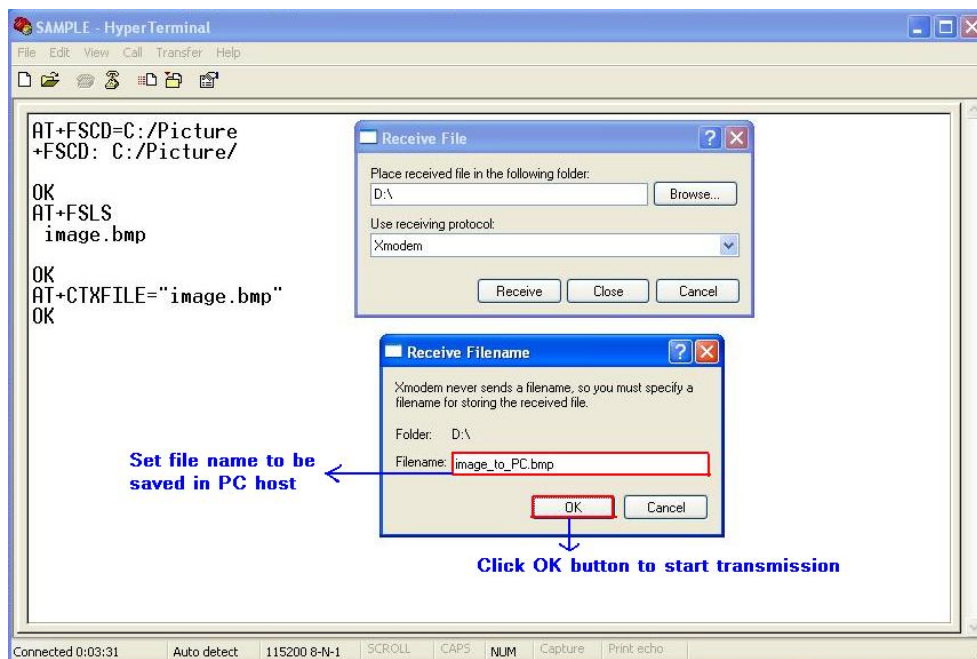 SAMPLE - HyperTerminal
File Edit View Call Transfer Help
AT+FSCD=C:/Picture
+FSCD: C:/Picture/
OK
AT+FSLS
image.bmp
OK
AT+CTXFILE="image.bmp"
OK
Receive File
Place received file in the following folder:
D:\
Browse...
Use receiving protocol:
Xmodem
Receive
Close
Cancel
Receive Filename
Xmodem never sends a filename, so you must specify a
filename for storing the received file.
Folder: D:\
Filename: image_to_PC.bmp
OK
Cancel
Set file name to be
saved in PC host
Click OK button to start transmission
Connected 0:03:31 Auto detect 115200 8-N-1 SCROLL CAPS NUM Capture Print echo